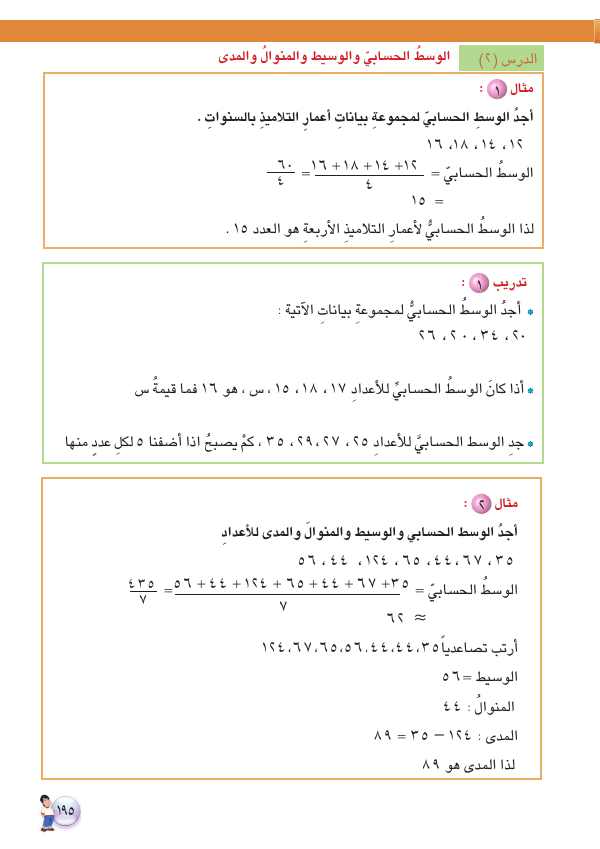 الدرس (٢) الوسطُ الحسابيّ والوسيط والمنوالُ والمدى
مثال ١ :
أجدُ الوسطِ الحسابيّ لمجموعةِ بياناتِ أعمارِ التلاميذِ بالسنواتِ .
١٢ ، ١٤ ، ١٨، ١٦
الوسطُ الحسابيّ = ١٢+ ١٤+ ١٨+ ١٦ / ٤ = ٦٠ / ٤
= ١٥
لذا الوسطُ الحسابيُّ لأعمارِ التلاميذِ الأربعةِ هو العدد ١٥ .
تدريب ١ :
* أجدُ الوسطُ الحسابيُّ لمجموعةِ بياناتِ الآتية :
٢٠، ٣٤ ، ٢٠ ، ٢٦
* أذا كانَ الوسطُ الحسابيِّ للأعدادِ ١٧ ، ١٨ ، ١٥ ، س ، هو ١٦ فما قيمةُ س
* جدِ الوسط الحسابيَّ للأعدادِ ٢٥ ، ٢٧ ،٢٩ ، ٣٥ ، كمْ يصبحُ اذا أضفنا ٥ لكلِ عددٍ منها
مثال ٢ :
أجدُ الوسط الحسابي والوسيط والمنوالَ والمدى للأعدادِ
٣٥ ، ٦٧ ،٤٤ ، ٦٥ ، ١٢٤، ٤٤ ، ٥٦
الوسطُ الحسابيّ = ٣٥+ ٦٧ + ٤٤ + ٦٥ + ١٢٤ + ٤٤ + ٥٦ / ٧ = ٤٣٥ / ٧
≈ ٦٢
أرتب تصاعدياً ٣٥ ،٤٤ ،٤٤ ،٥٦ ،٦٥ ،٦٧ ،١٢٤
الوسيط = ٥٦
المنوالُ : ٤٤
المدى : ١٢٤ − ٣٥ = ٨٩
لذا المدى هو ٨٩
١٩٥